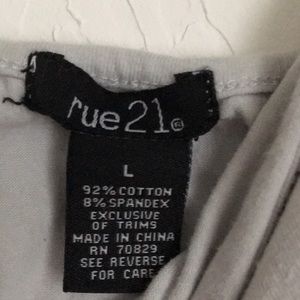 rue21®
L
92% COTTON
8% SPANDEX
EXCLUSIVE
OF TRIMS
MADE IN CHINA
RN 70829
SEE REVERSE
FOR CARE